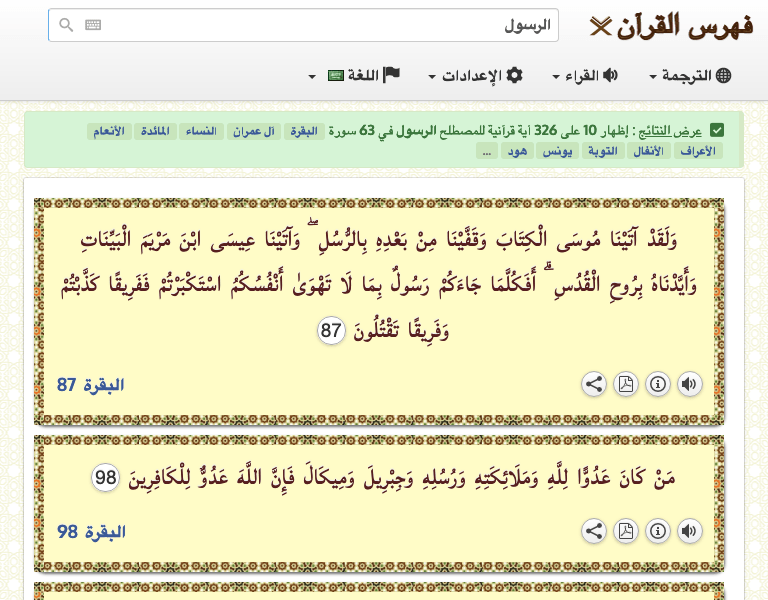 فهرس القرآن
الرسول
الترجمة
القراء
الإعدادات
اللغة
عرض النتائج : إظهار 10 على 326 آية قرآنية للمصطلح الرسول في 63 سورة البقرة آل عمران النساء المائدة الأنعام
الأعراف الأنفال التوبة يونس هود ...
وَلَقَدْ آتَيْنَا مُوسَى الْكِتَابَ وَقَفَّيْنَا مِنْ بَعْدِهِ بِالرُّسُلِ ۖ وَآتَيْنَا عِيسَى ابْنَ مَرْيَمَ الْبَيِّنَاتِ
وَأَيَّدْنَاهُ بِرُوحِ الْقُدُسِ ۗ أَفَكُلَّمَا جَاءَكُمْ رَسُولٌ بِمَا لَا تَهْوَىٰ أَنْفُسُكُمُ اسْتَكْبَرْتُمْ فَفَرِيقًا كَذَّبْتُمْ
وَفَرِيقًا تَقْتُلُونَ 87
البقرة 87
مَنْ كَانَ عَدُوًّا لِلَّهِ وَمَلَائِكَتِهِ وَرُسُلِهِ وَجِبْرِيلَ وَمِيكَالَ فَإِنَّ اللَّهَ عَدُوٌّ لِلْكَافِرِينَ 98
البقرة 98